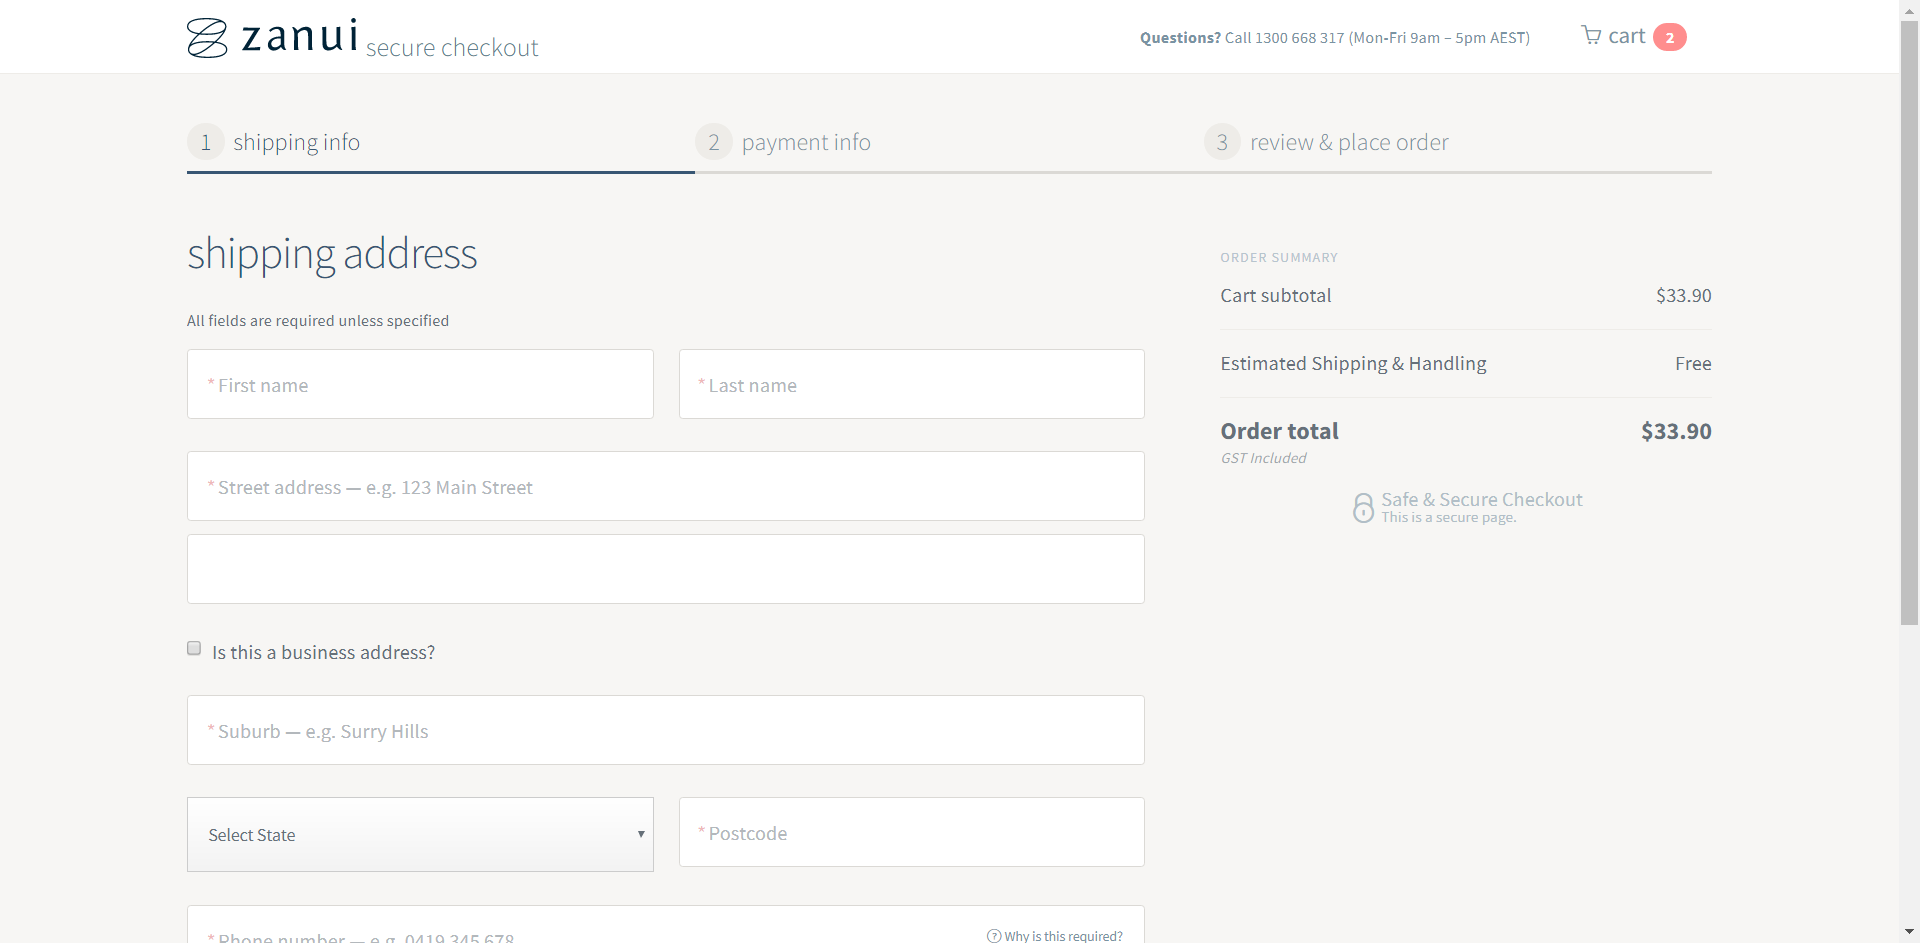 zanui secure checkout
Questions? Call 1300 668 317 (Mon-Fri 9am – 5pm AEST)
cart 2
1 shipping info
2 payment info
3 review & place order
shipping address
All fields are required unless specified
* First name
* Last name
* Street address — e.g. 123 Main Street
Is this a business address?
* Suburb — e.g. Surry Hills
Select State
* Postcode
* Phone number — e.g. 0419 345 678
? Why is this required?
ORDER SUMMARY
Cart subtotal $33.90
Estimated Shipping & Handling Free
Order total $33.90
GST Included
Safe & Secure Checkout
This is a secure page.